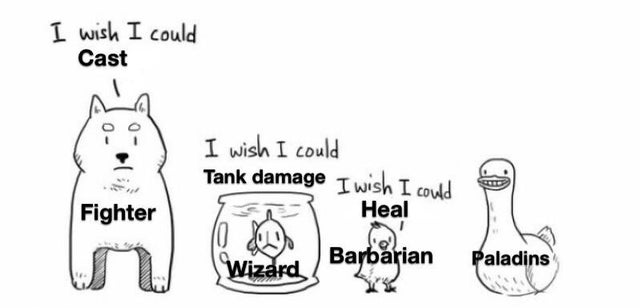 I wish I could
Cast
Fighter
I wish I could
Tank damage
Wizard
I wish I could
Heal
Barbarian
Paladins